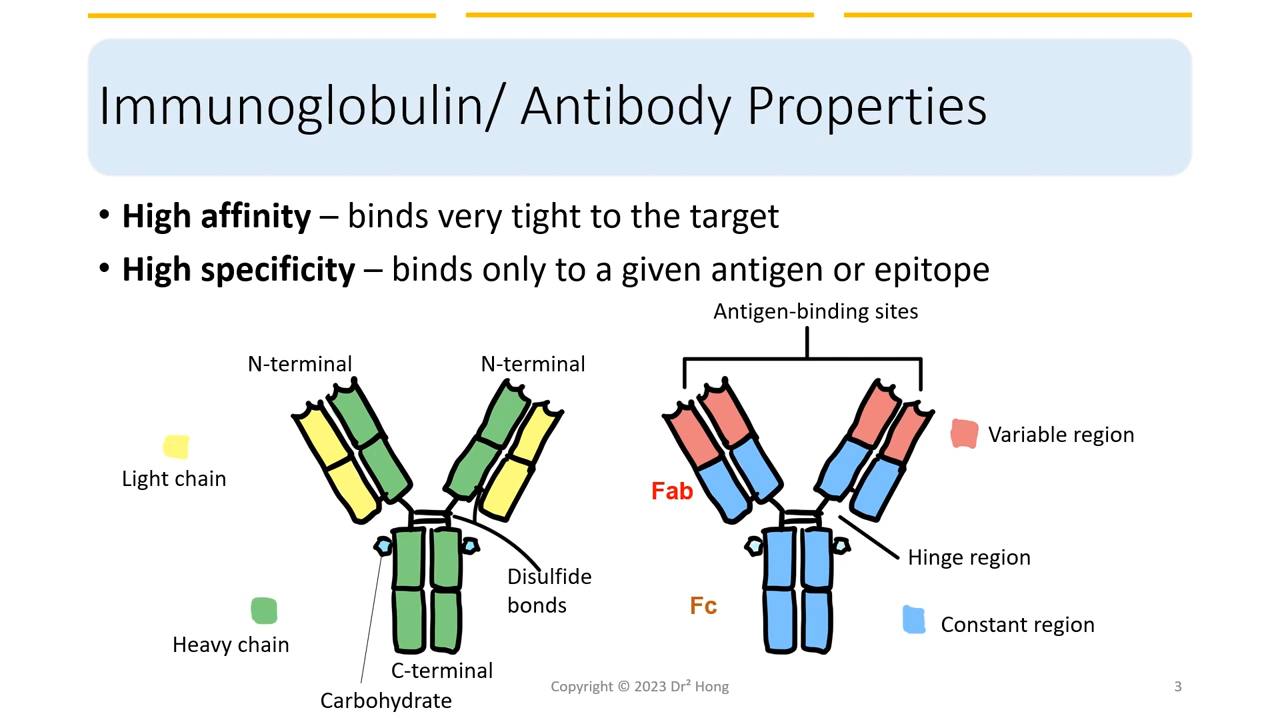 Immunoglobulin/ Antibody Properties
• High affinity – binds very tight to the target
• High specificity – binds only to a given antigen or epitope
Antigen-binding sites
N-terminal
N-terminal
Light chain
Variable region
Fab
Hinge region
Disulfide
bonds
Fc
Heavy chain
Constant region
C-terminal
Carbohydrate
Copyright © 2023 Dr² Hong
3